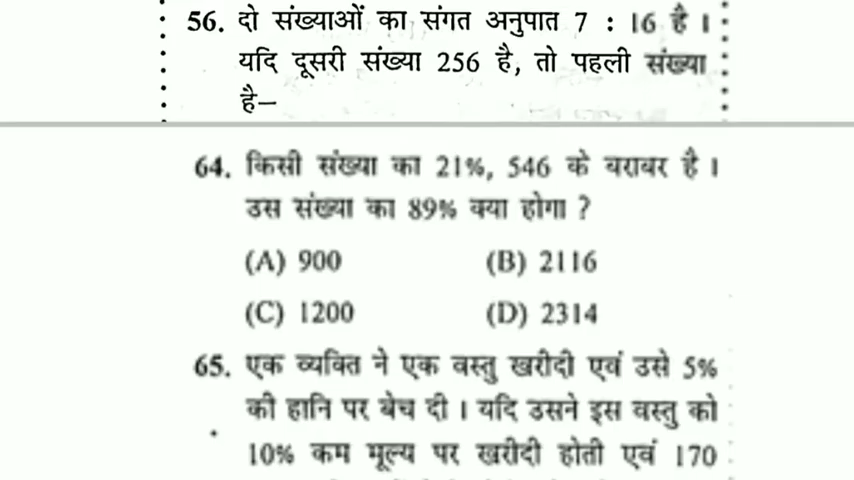 56. दो संख्याओं का संगत अनुपात 7 : 16 है ।
यदि दूसरी संख्या 256 है, तो पहली संख्या
है–
64. किसी संख्या का 21%, 546 के बराबर है ।
उस संख्या का 89% क्या होगा ?
(A) 900 (B) 2116
(C) 1200 (D) 2314
65. एक व्यक्ति ने एक वस्तु खरीदी एवं उसे 5%
की हानि पर बेच दी । यदि उसने इस वस्तु को
10% कम मूल्य पर खरीदी होती एवं 170